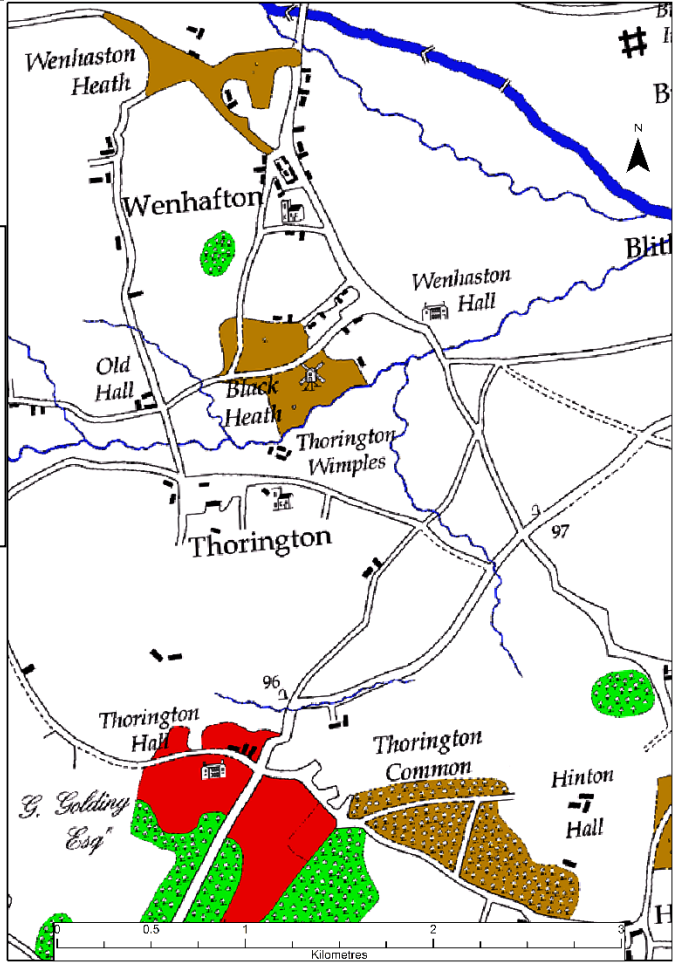 Wenhaston
Heath
N
Wenhafton
Wenhaston
Hall
Old
Hall
Black
Heath
Thorington
Wimples
Thorington
97
96
Thorington
Hall
G. Golding
Esqr
Thorington
Common
Hinton
Hall
H
0 0.5 1 2 3
Kilometres